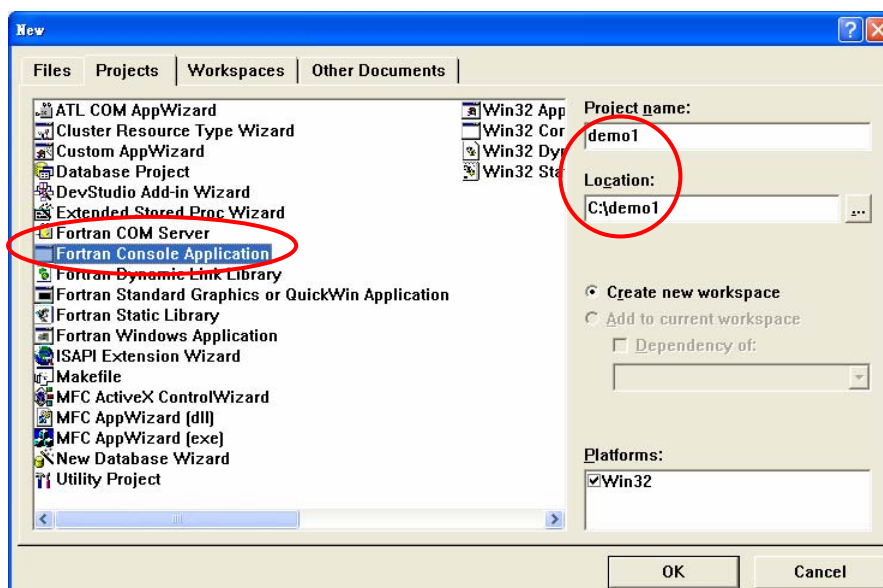 New
Files
Projects
Workspaces
Other Documents
ATL COM AppWizard
Cluster Resource Type Wizard
Custom AppWizard
Database Project
DevStudio Add-in Wizard
Extended Stored Proc Wizard
Fortran COM Server
Fortran Console Application
Fortran Dynamic Link Library
Fortran Standard Graphics or QuickWin Application
Fortran Static Library
Fortran Windows Application
ISAPI Extension Wizard
Makefile
MFC ActiveX ControlWizard
MFC AppWizard (dll)
MFC AppWizard (exe)
New Database Wizard
Utility Project
Win32 App
Win32 Con
Win32 Dyn
Win32 Sta
Project name:
demo1
Location:
C:\demo1
...
Create new workspace
Add to current workspace
Dependency of:
Platforms:
Win32
OK
Cancel